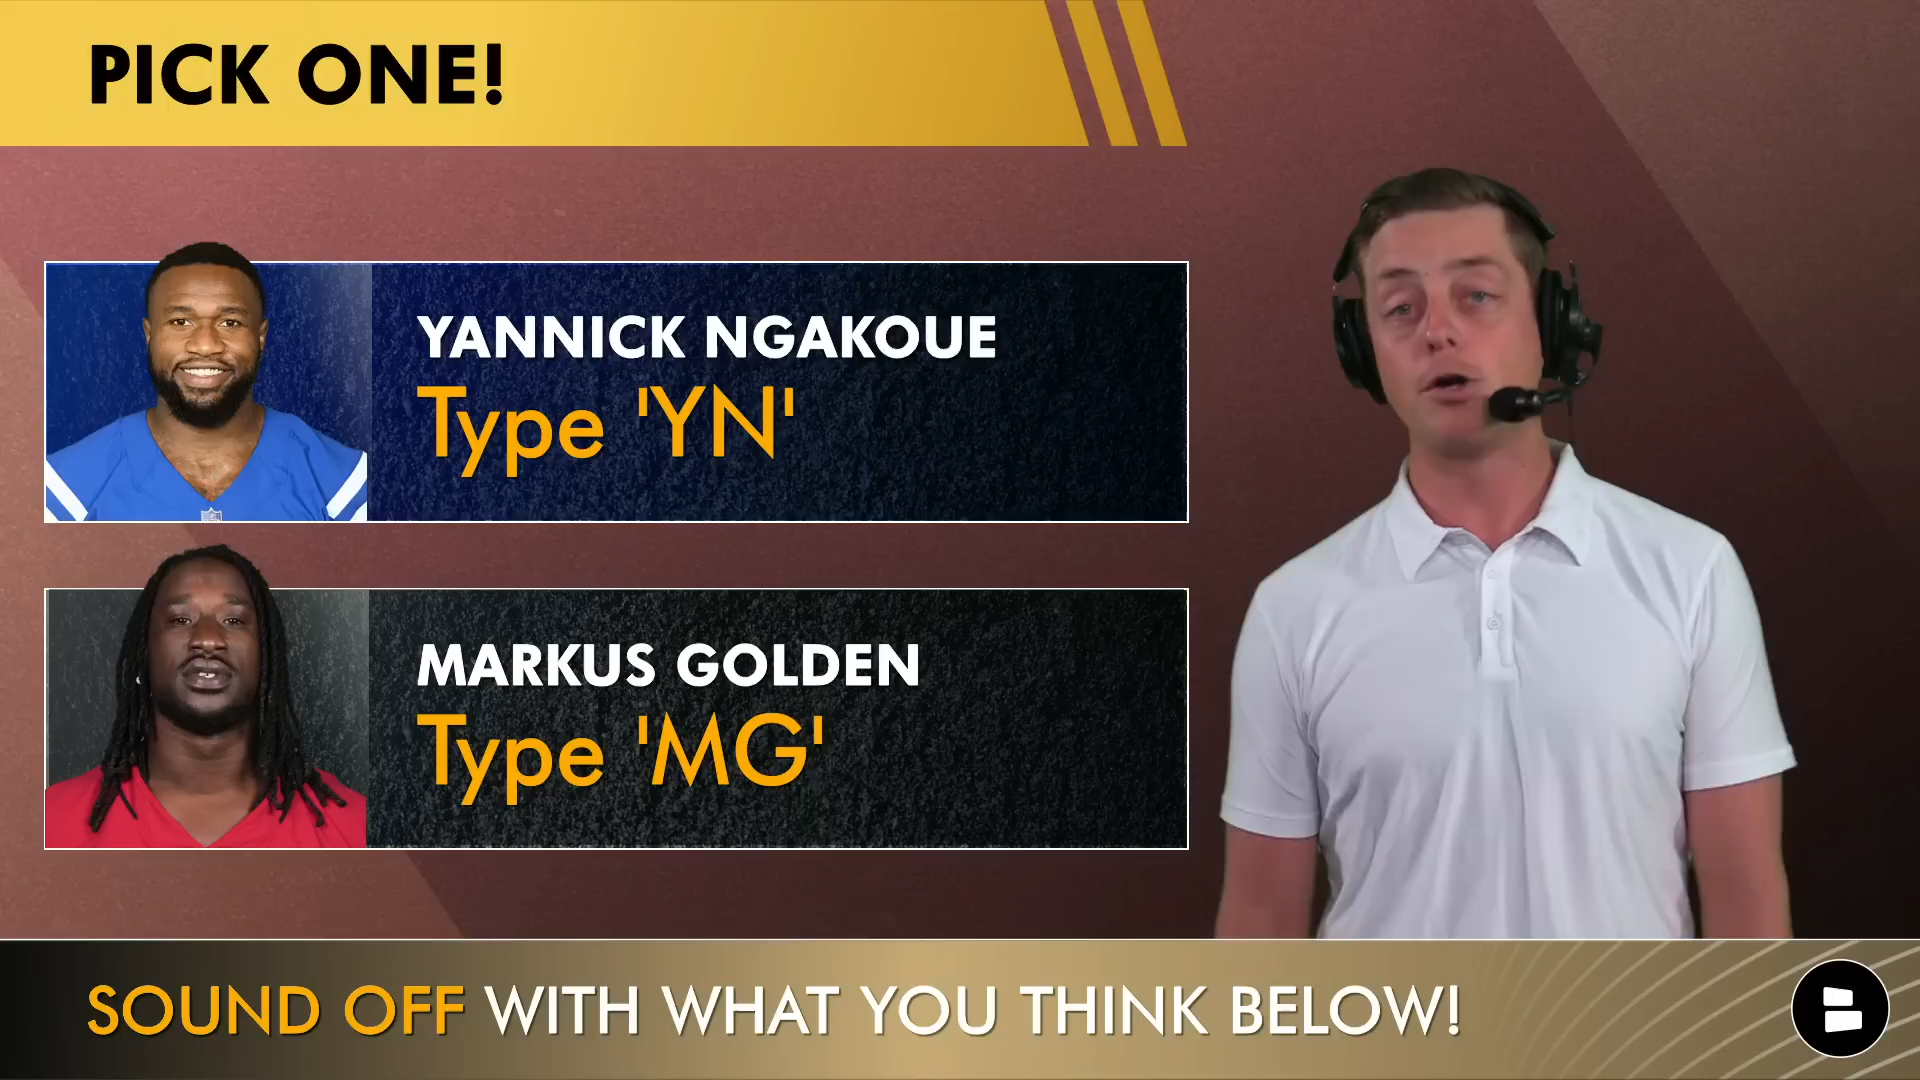 PICK ONE!
YANNICK NGAKOUE
Type 'YN'
MARKUS GOLDEN
Type 'MG'
SOUND OFF WITH WHAT YOU THINK BELOW!